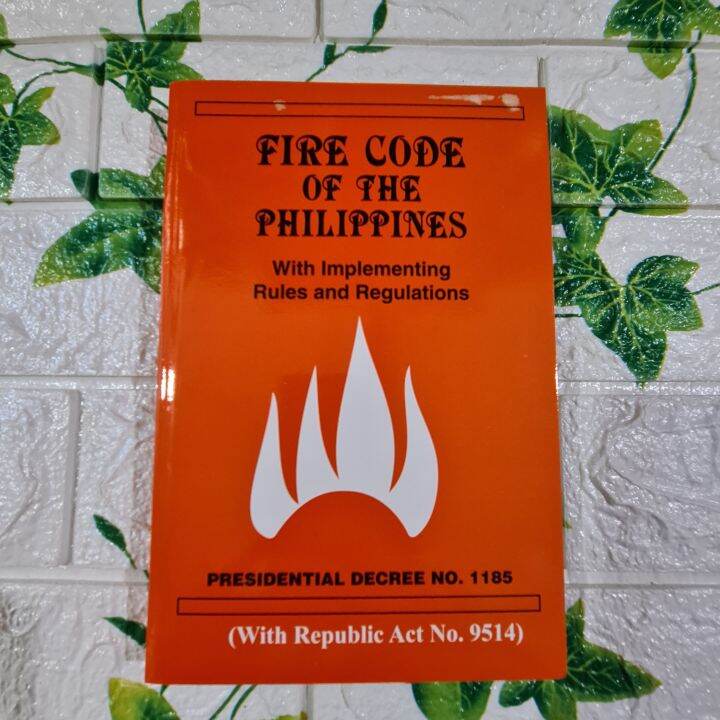 FIRE CODE
OF THE
PHILIPPINES
With Implementing
Rules and Regulations
PRESIDENTIAL DECREE NO. 1185
(With Republic Act No. 9514)